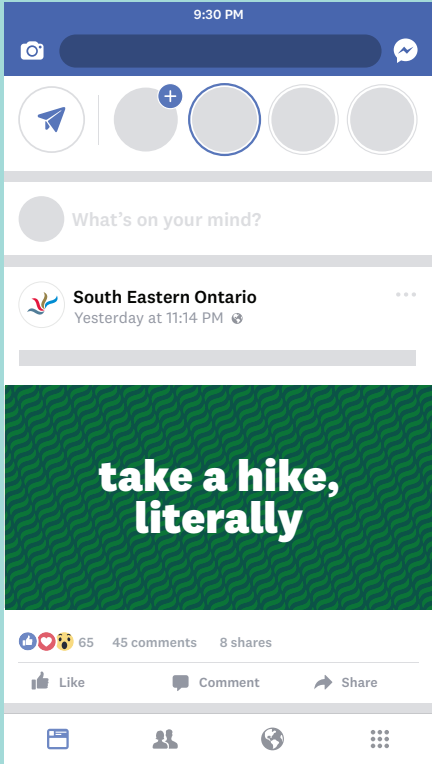 9:30 PM
What's on your mind?
South Eastern Ontario
Yesterday at 11:14 PM
take a hike,
literally
65 45 comments 8 shares
Like Comment Share